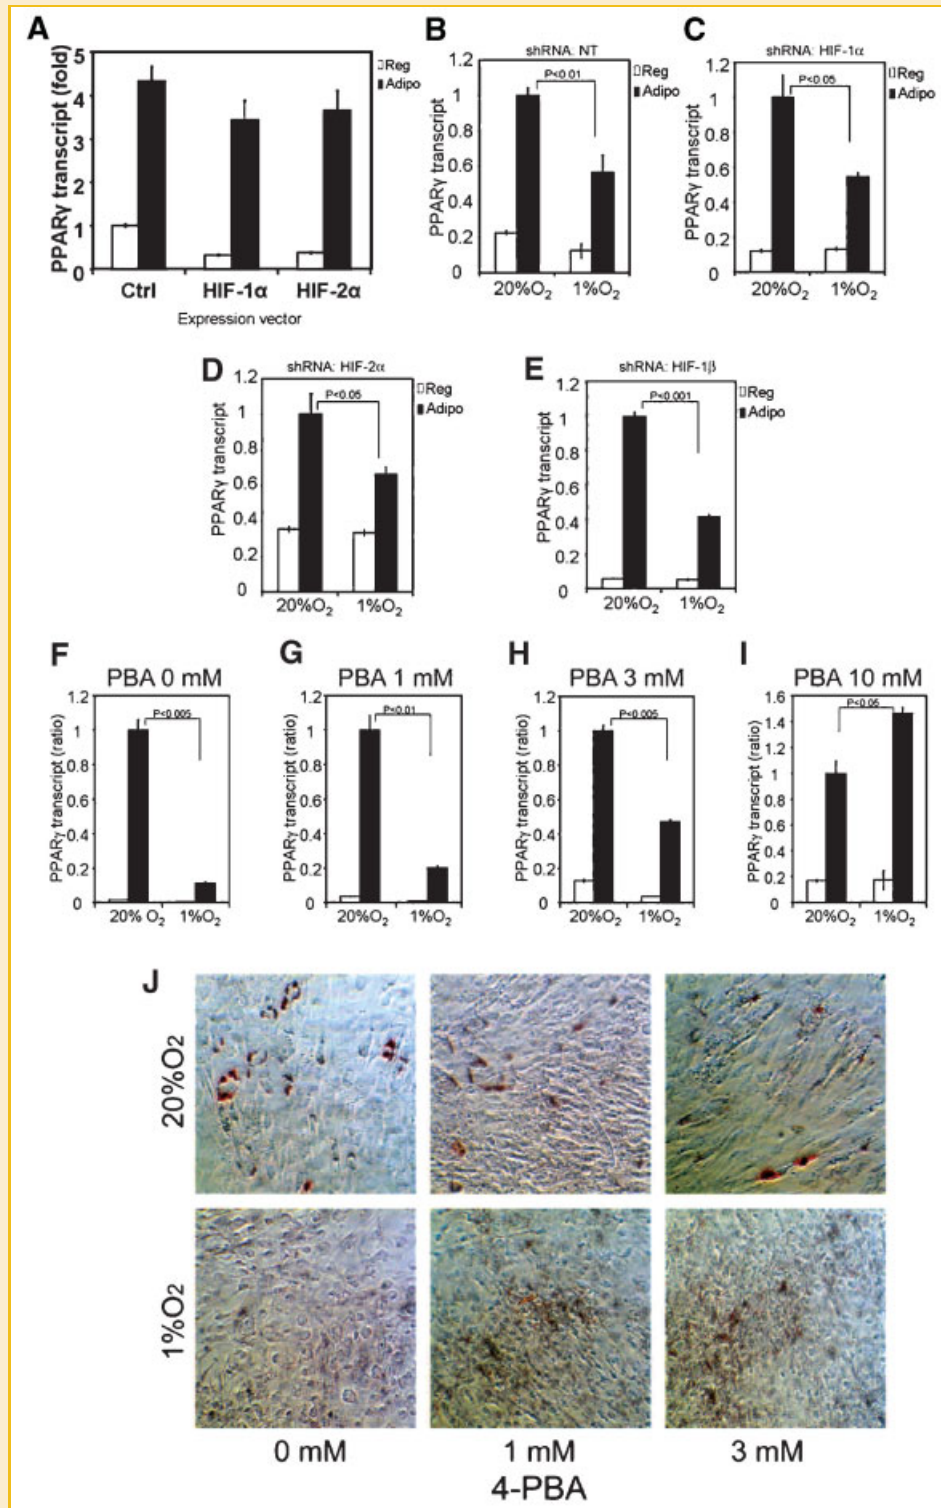 A
PPARγ transcript (fold)
5
4
3
2
1
0
Ctrl HIF-1α HIF-2α
Expression vector
Reg
Adipo
B
shRNA: NT
P<0.01
PPARγ transcript
1.2
1
0.8
0.6
0.4
0.2
0
20%O2 1%O2
Reg
Adipo
C
shRNA: HIF-1α
P<0.05
PPARγ transcript
1.2
1
0.8
0.6
0.4
0.2
0
20%O2 1%O2
Reg
Adipo
D
shRNA: HIF-2α
P<0.05
PPARγ transcript
1.2
1
0.8
0.6
0.4
0.2
0
20%O2 1%O2
Reg
Adipo
E
shRNA: HIF-1β
P<0.001
PPARγ transcript
1.2
1
0.8
0.6
0.4
0.2
0
20%O2 1%O2
Reg
Adipo
F
PBA 0 mM
P<0.005
PPARγ transcript (ratio)
1.2
1
0.8
0.6
0.4
0.2
0
20% O2 1%O2
G
PBA 1 mM
P<0.01
PPARγ transcript (ratio)
1.2
1
0.8
0.6
0.4
0.2
0
20%O2 1%O2
H
PBA 3 mM
P<0.005
PPARγ transcript (ratio)
1.2
1
0.8
0.6
0.4
0.2
0
20%O2 1%O2
I
PBA 10 mM
P<0.05
PPARγ transcript (ratio)
1.6
1.4
1.2
1
0.8
0.6
0.4
0.2
0
20%O2 1%O2
J
20%O2
1%O2
0 mM 1 mM 3 mM
4-PBA